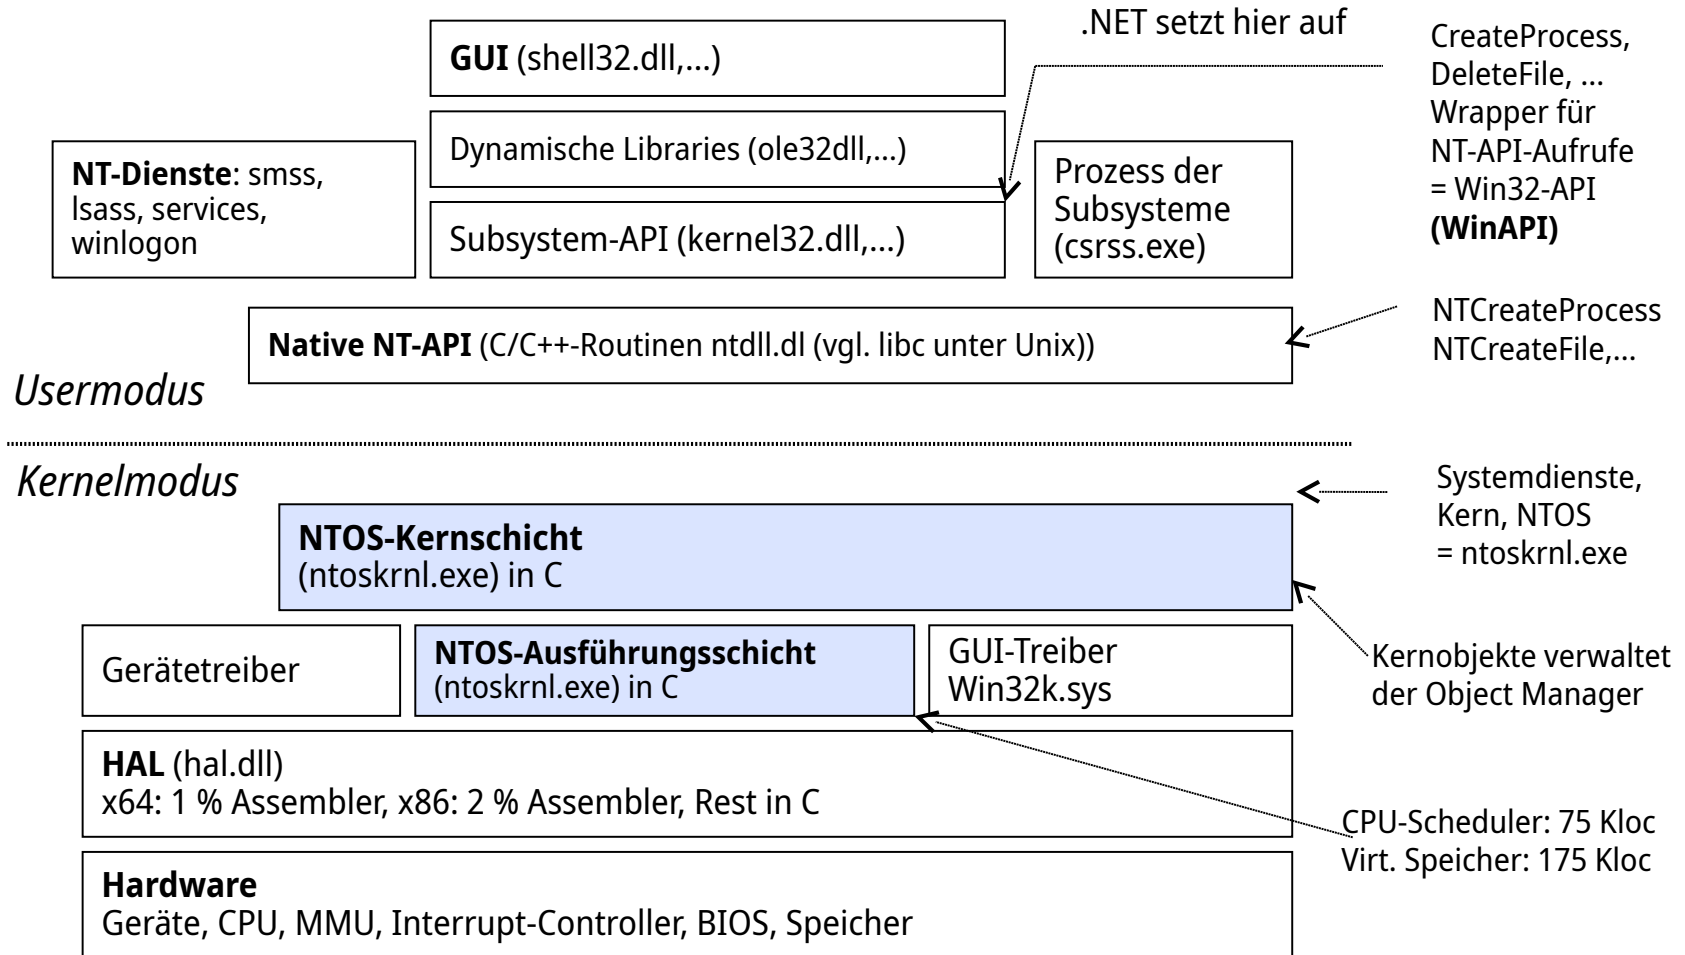 .NET setzt hier auf
GUI (shell32.dll,...)
CreateProcess,
DeleteFile, ...
Wrapper für
NT-API-Aufrufe
= Win32-API
(WinAPI)
Dynamische Libraries (ole32dll,...)
NT-Dienste: smss,
lsass, services,
winlogon
Prozess der
Subsysteme
(csrss.exe)
Subsystem-API (kernel32.dll,...)
NTCreateProcess
NTCreateFile,...
Native NT-API (C/C++-Routinen ntdll.dl (vgl. libc unter Unix))
Usermodus
Kernelmodus
Systemdienste,
Kern, NTOS
= ntoskrnl.exe
NTOS-Kernschicht
(ntoskrnl.exe) in C
Gerätetreiber
NTOS-Ausführungsschicht
(ntoskrnl.exe) in C
GUI-Treiber
Win32k.sys
Kernobjekte verwaltet
der Object Manager
HAL (hal.dll)
x64: 1 % Assembler, x86: 2 % Assembler, Rest in C
CPU-Scheduler: 75 Kloc
Virt. Speicher: 175 Kloc
Hardware
Geräte, CPU, MMU, Interrupt-Controller, BIOS, Speicher